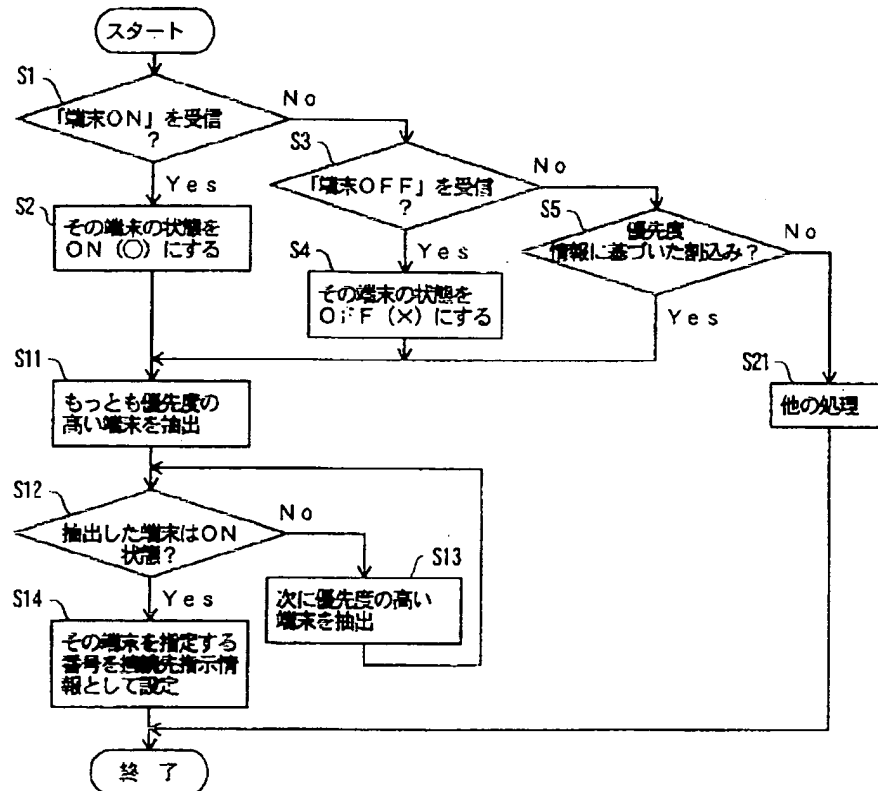 スタート
S1
「端末ON」を受信
?
No
Yes
S3
「端末OFF」を受信
?
No
Yes
S2
その端末の状態を
ON(○)にする
S4
その端末の状態を
OFF(×)にする
S5
優先度
情報に基づいた割込み?
No
Yes
S11
もっとも優先度の
高い端末を抽出
S21
他の処理
S12
抽出した端末はON
状態?
No
Yes
S13
次に優先度の高い
端末を抽出
S14
その端末を指定する
番号を接続先指示情
報として設定
終了